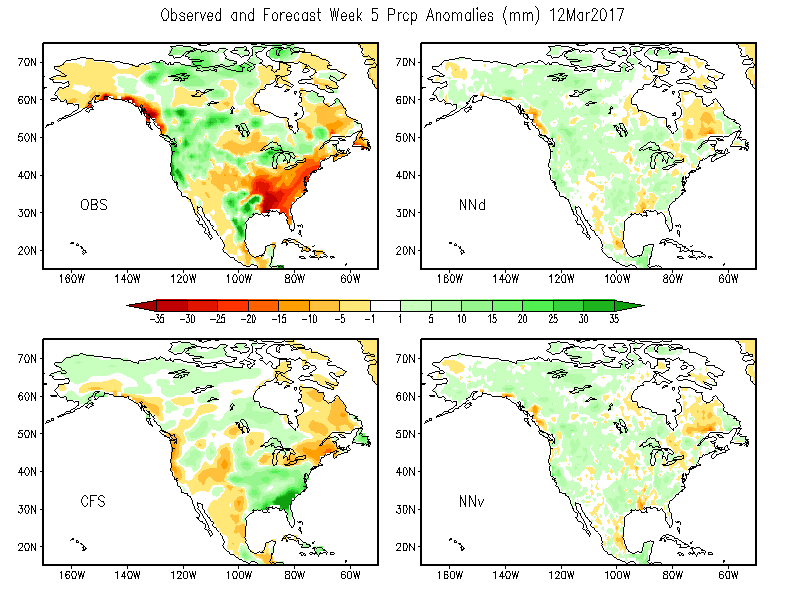 Observed and Forecast Week 5 Prcp Anomalies (mm) 12Mar2017
70N
60N
50N
40N
30N
20N
OBS
160W 140W 120W 100W 80W 60W
70N
60N
50N
40N
30N
20N
NNd
160W 140W 120W 100W 80W 60W
-35 -30 -25 -20 -15 -10 -5 -1 1 5 10 15 20 25 30 35
70N
60N
50N
40N
30N
20N
CFS
160W 140W 120W 100W 80W 60W
70N
60N
50N
40N
30N
20N
NNv
160W 140W 120W 100W 80W 60W